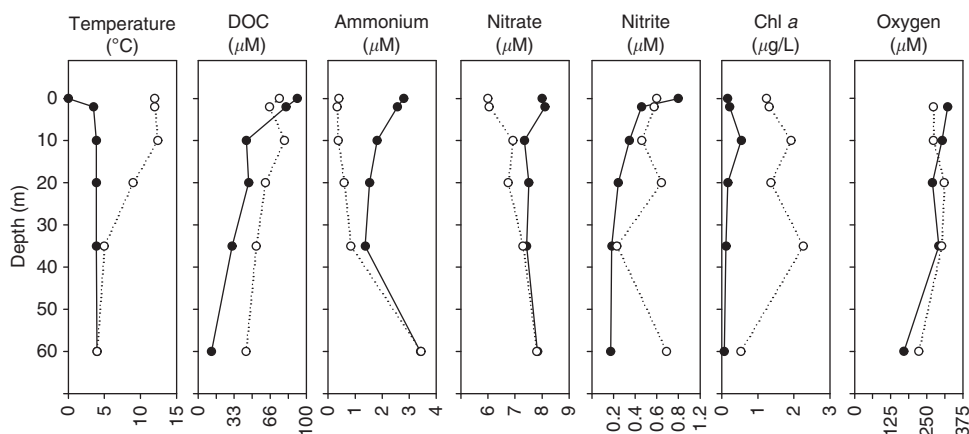 Temperature DOC Ammonium Nitrate Nitrite Chl a Oxygen
(°C) (μM) (μM) (μM) (μM) (μg/L) (μM)
Depth (m)
0
10
20
30
40
50
60
0 5 10 15 0 33 66 100 0 1 2 3 4 6 7 8 9 0.2 0.4 0.6 0.8 1.2 0 1 2 3 0 125 250 375